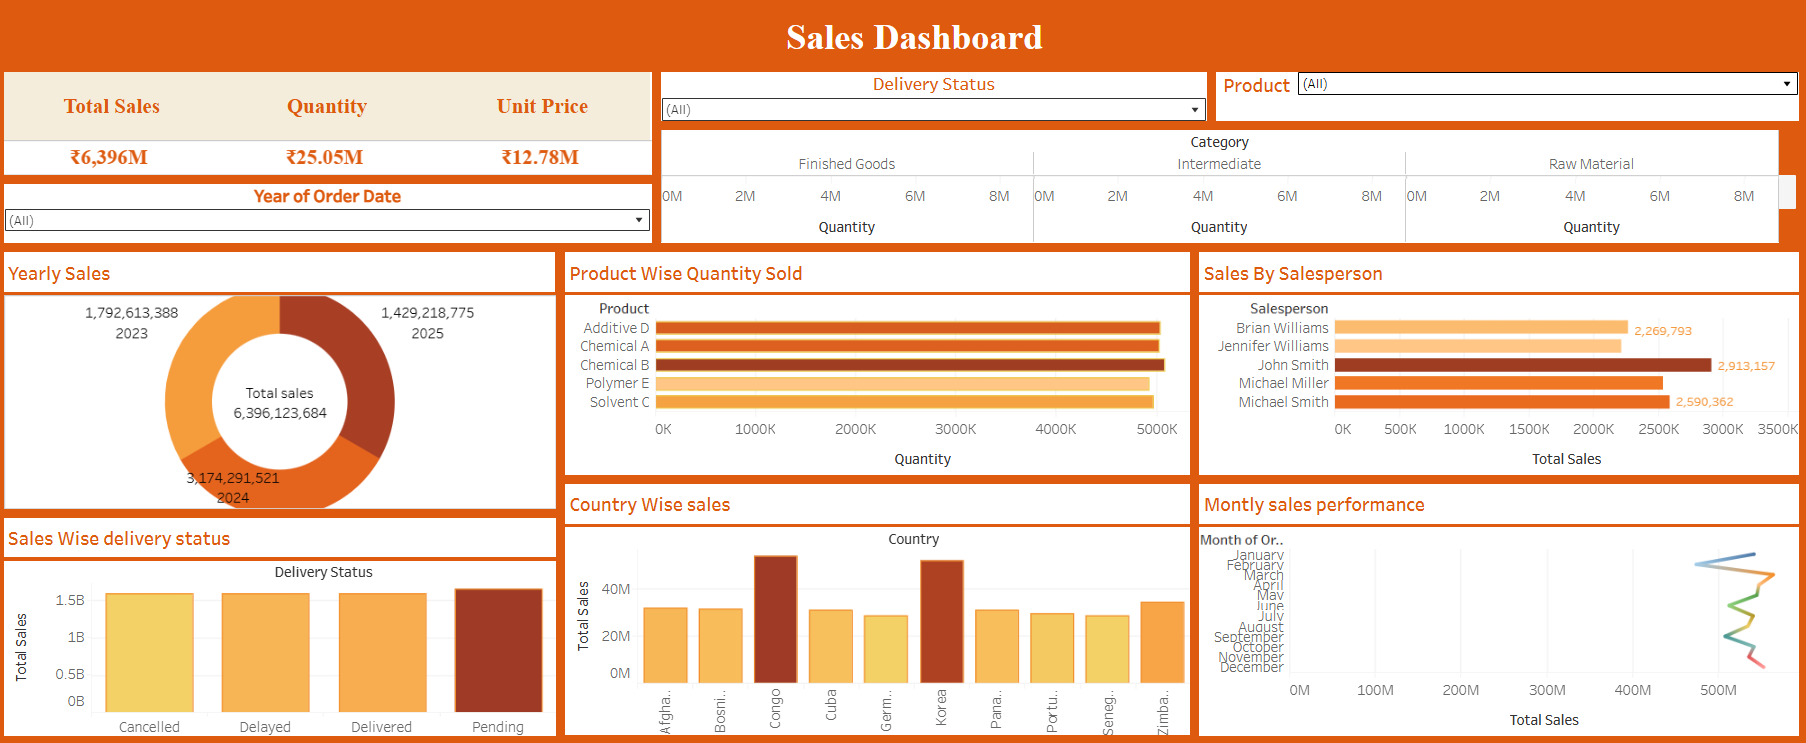 Sales Dashboard
Total Sales Quantity Unit Price
₹6,396M ₹25.05M ₹12.78M
Year of Order Date
(All)
Delivery Status
(All)
Product (All)
Category
Finished Goods Intermediate Raw Material
0M 2M 4M 6M 8M 0M 2M 4M 6M 8M 0M 2M 4M 6M 8M
Quantity Quantity Quantity
Yearly Sales
1,792,613,388
2023
1,429,218,775
2025
Total sales
6,396,123,684
3,174,291,521
2024
Product Wise Quantity Sold
Product
Additive D
Chemical A
Chemical B
Polymer E
Solvent C
0K 1000K 2000K 3000K 4000K 5000K
Quantity
Sales By Salesperson
Salesperson
Brian Williams 2,269,793
Jennifer Williams
John Smith 2,913,157
Michael Miller
Michael Smith 2,590,362
0K 500K 1000K 1500K 2000K 2500K 3000K 3500K
Total Sales
Sales Wise delivery status
Delivery Status
Total Sales
1.5B
1B
0.5B
0B
Cancelled Delayed Delivered Pending
Country Wise sales
Country
Total Sales
40M
20M
0M
Afgha.. Bosni.. Congo Cuba Germ.. Korea Pana.. Portu.. Seneg.. Zimba..
Montly sales performance
Month of Or..
January
February
March
April
May
June
July
August
September
October
November
December
0M 100M 200M 300M 400M 500M
Total Sales